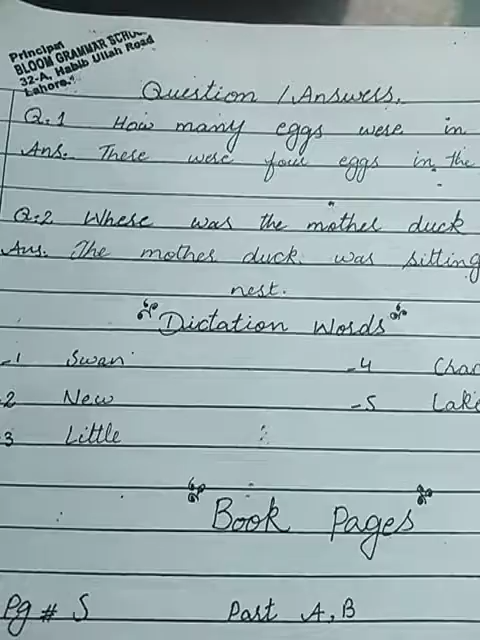 Principal
BLOOM GRAMMAR SCHOOL
32-A, Habib Ullah Road
Lahore.
Question / Answers.
Q.1 How many eggs were in
Ans. There were four eggs in the
Q:2 Where was the mother duck
Ans. The mother duck was sitting
nest.
Dictation Words
-1 Swan -4
2 New -5 Lake
3 Little
Book Pages
Pg # 5 Part A, B